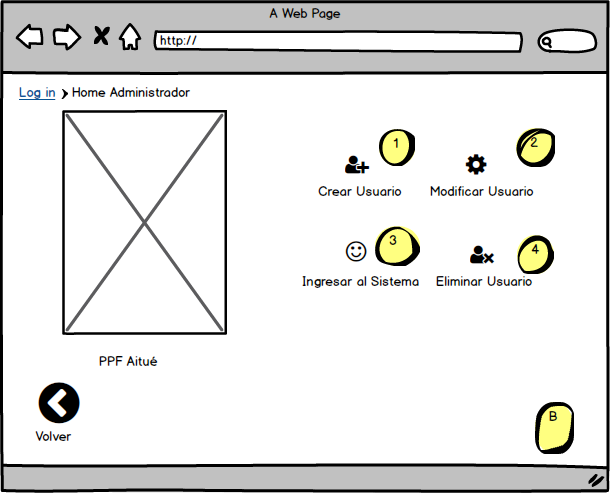 A Web Page
http://
Log in Home Administrador
1
2
Crear Usuario
Modificar Usuario
3
4
Ingresar al Sistema
Eliminar Usuario
PPF Aitué
Volver
B